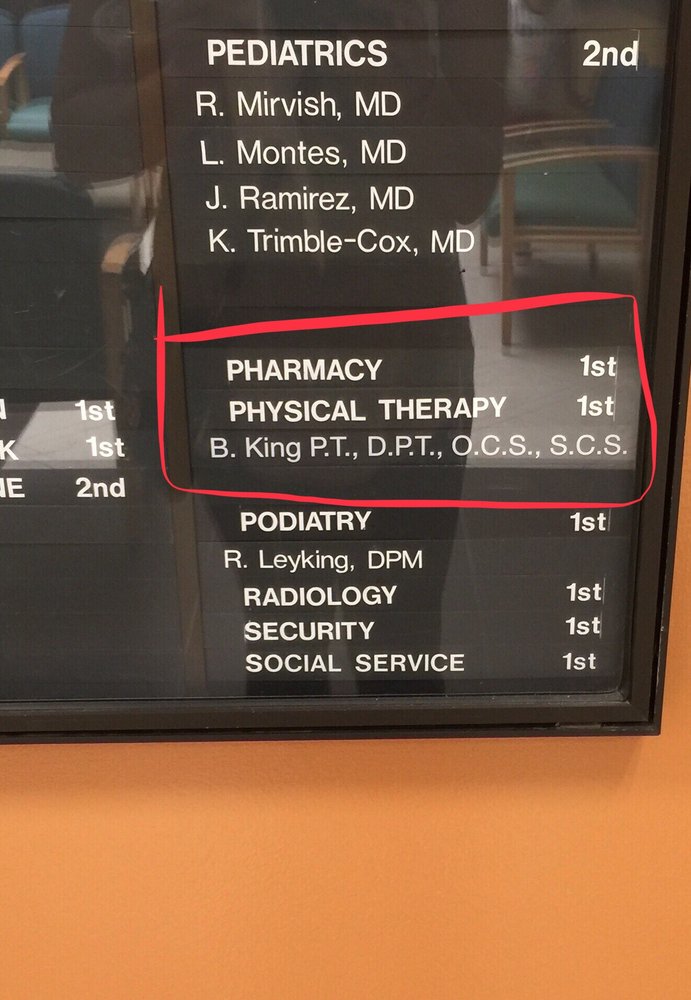 PEDIATRICS 2nd
R. Mirvish, MD
L. Montes, MD
J. Ramirez, MD
K. Trimble-Cox, MD
PHARMACY 1st
PHYSICAL THERAPY 1st
B. King P.T., D.P.T., O.C.S., S.C.S.
PODIATRY 1st
R. Leyking, DPM
RADIOLOGY 1st
SECURITY 1st
SOCIAL SERVICE 1st
1st
K 1st
NE 2nd